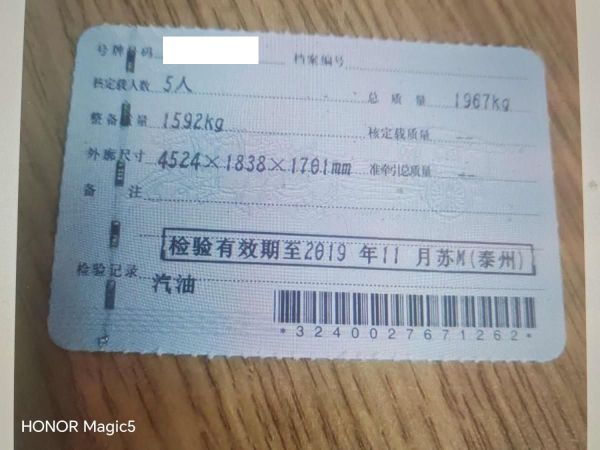 号牌号码
档案编号
核定载人数 5人
总质量 1967kg
整备质量 1592kg
核定载质量 --
外廓尺寸 4524×1838×1701mm
准牵引总质量 --
备注
检验有效期至2019年11月苏M(泰州)
检验记录
汽油
*3240027671262*
HONOR Magic5